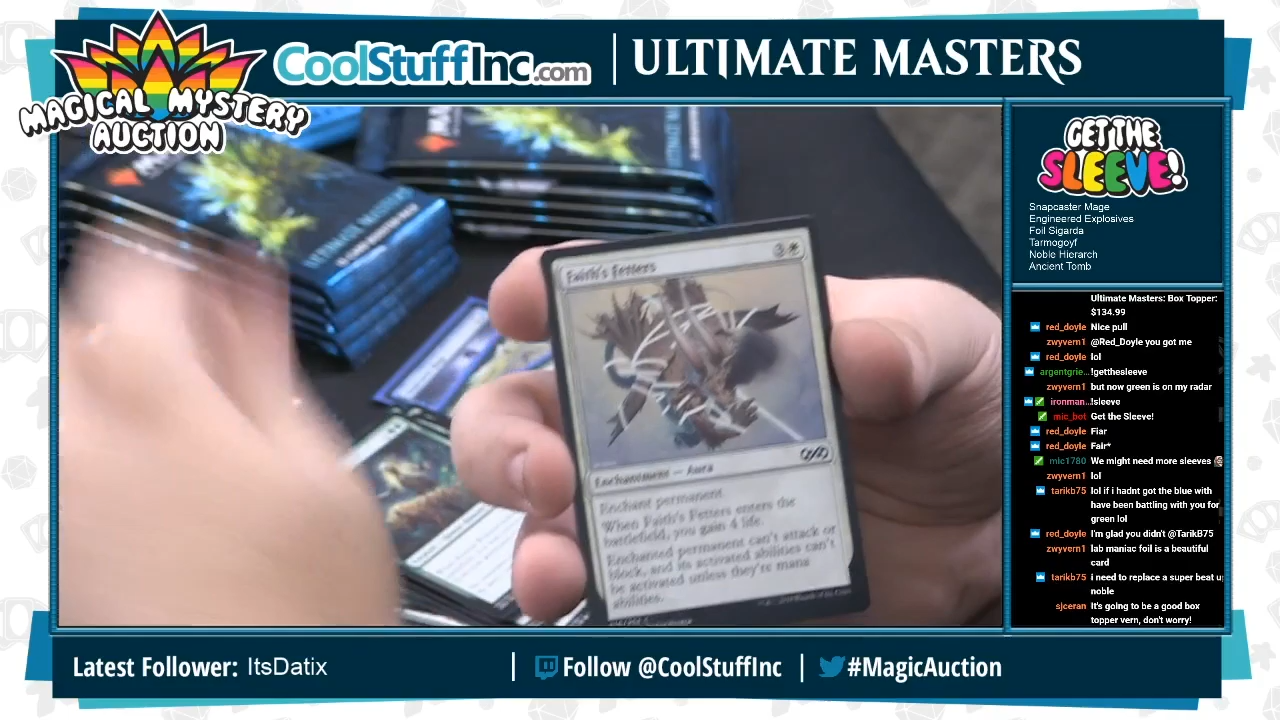 MAGICAL MYSTERY
AUCTION
CoolStuffInc.com
ULTIMATE MASTERS
GET THE
SLEEVE!
Snapcaster Mage
Engineered Explosives
Foil Sigarda
Tarmogoyf
Noble Hierarch
Ancient Tomb
Faith's Fetters
3
Enchantment — Aura
Enchant permanent
When Faith's Fetters enters the
battlefield, you gain 4 life.
Enchanted permanent can't attack or
block, and its activated abilities can't
be activated unless they're mana
abilities.
ULTIMATE MASTERS
Ultimate Masters: Box Topper:
$134.99
red_doyle Nice pull
zwyvern1 @Red_Doyle you got me
red_doyle lol
argentgrie... !getthesleeve
zwyvern1 but now green is on my radar
ironman... !sleeve
mic_bot Get the Sleeve!
red_doyle Fiar
red_doyle Fair*
mic1780 We might need more sleeves
zwyvern1 lol
tarikb75 lol if i hadnt got the blue with
have been battling with you for
green lol
red_doyle I'm glad you didn't @TarikB75
zwyvern1 lab maniac foil is a beautiful
card
tarikb75 i need to replace a super beat u
noble
sjceran It's going to be a good box
topper vern, don't worry!
Latest Follower: ItsDatix
Follow @CoolStuffInc
#MagicAuction